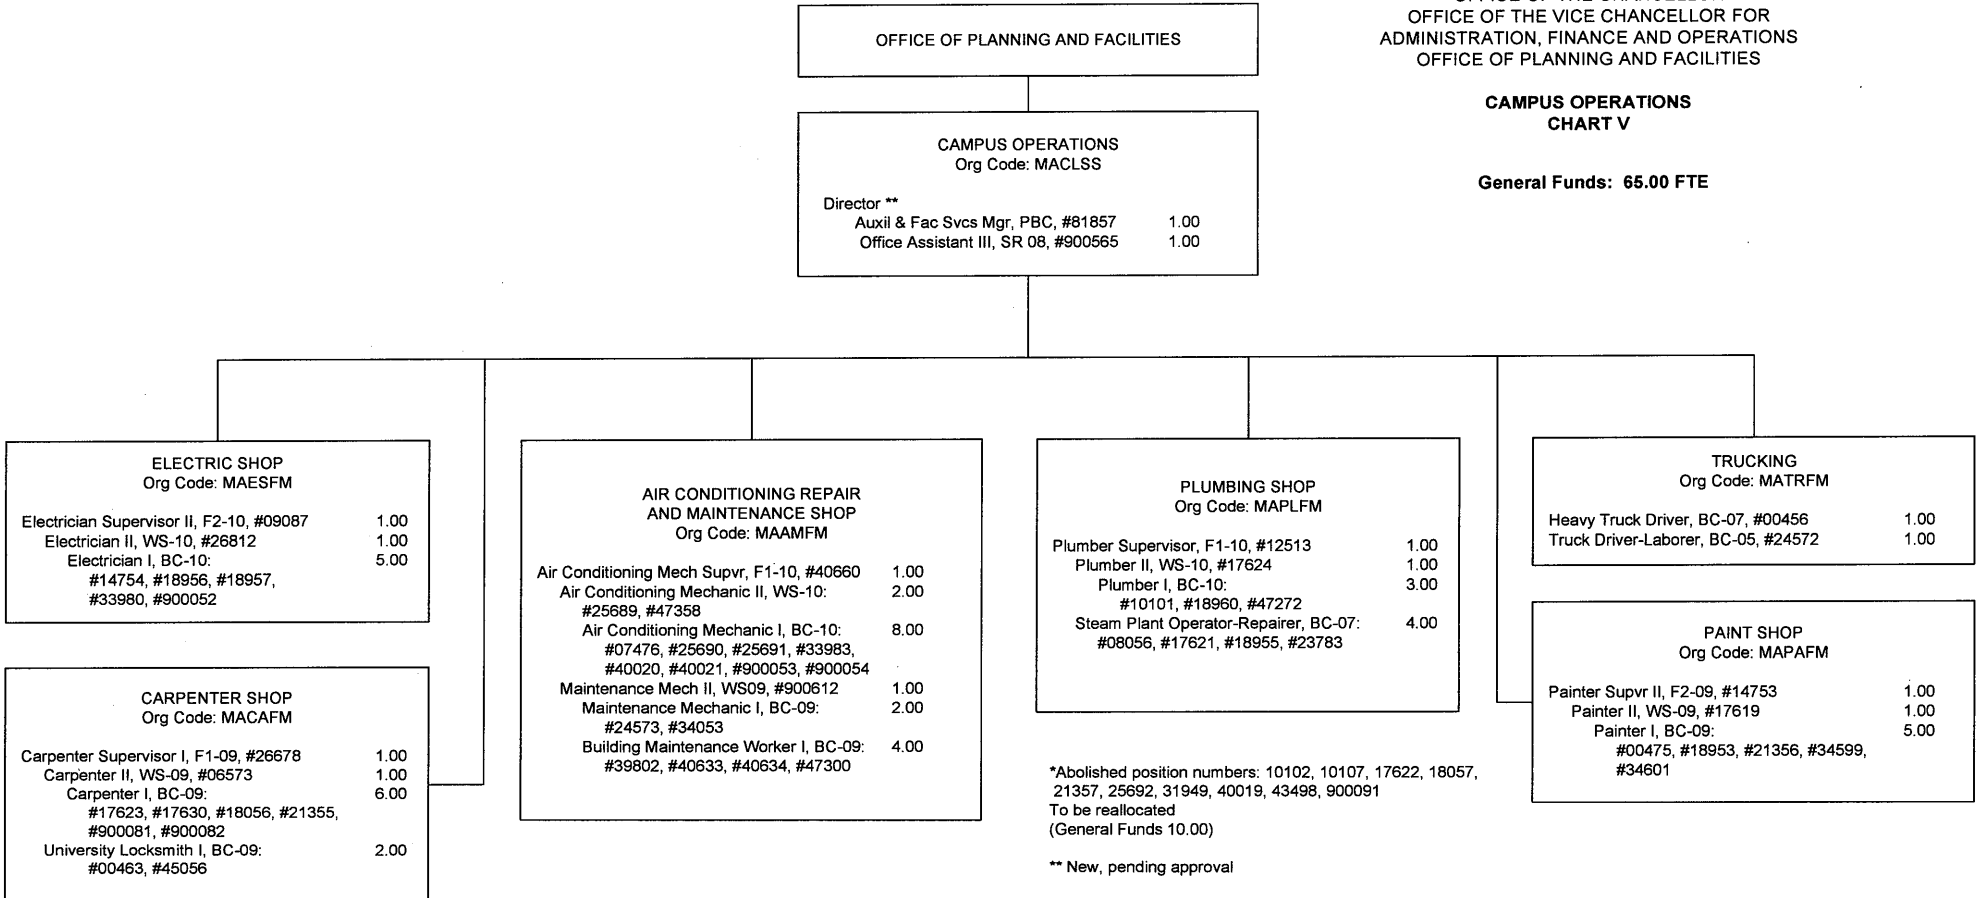 OFFICE OF THE CHANCELLOR
OFFICE OF THE VICE CHANCELLOR FOR
ADMINISTRATION, FINANCE AND OPERATIONS
OFFICE OF PLANNING AND FACILITIES
CAMPUS OPERATIONS
CHART V
General Funds: 65.00 FTE
OFFICE OF PLANNING AND FACILITIES
CAMPUS OPERATIONS
Org Code: MACLSS
Director **
Auxil & Fac Svcs Mgr, PBC, #81857 1.00
Office Assistant III, SR 08, #900565 1.00
ELECTRIC SHOP
Org Code: MAESFM
Electrician Supervisor II, F2-10, #09087 1.00
Electrician II, WS-10, #26812 1.00
Electrician I, BC-10: 5.00
#14754, #18956, #18957,
#33980, #900052
CARPENTER SHOP
Org Code: MACAFM
Carpenter Supervisor I, F1-09, #26678 1.00
Carpenter II, WS-09, #06573 1.00
Carpenter I, BC-09: 6.00
#17623, #17630, #18056, #21355,
#900081, #900082
University Locksmith I, BC-09: 2.00
#00463, #45056
AIR CONDITIONING REPAIR
AND MAINTENANCE SHOP
Org Code: MAAMFM
Air Conditioning Mech Supvr, F1-10, #40660 1.00
Air Conditioning Mechanic II, WS-10: 2.00
#25689, #47358
Air Conditioning Mechanic I, BC-10: 8.00
#07476, #25690, #25691, #33983,
#40020, #40021, #900053, #900054
Maintenance Mech II, WS09, #900612 1.00
Maintenance Mechanic I, BC-09: 2.00
#24573, #34053
Building Maintenance Worker I, BC-09: 4.00
#39802, #40633, #40634, #47300
PLUMBING SHOP
Org Code: MAPLFM
Plumber Supervisor, F1-10, #12513 1.00
Plumber II, WS-10, #17624 1.00
Plumber I, BC-10: 3.00
#10101, #18960, #47272
Steam Plant Operator-Repairer, BC-07: 4.00
#08056, #17621, #18955, #23783
*Abolished position numbers: 10102, 10107, 17622, 18057,
21357, 25692, 31949, 40019, 43498, 900091
To be reallocated
(General Funds 10.00)
** New, pending approval
TRUCKING
Org Code: MATRFM
Heavy Truck Driver, BC-07, #00456 1.00
Truck Driver-Laborer, BC-05, #24572 1.00
PAINT SHOP
Org Code: MAPAFM
Painter Supvr II, F2-09, #14753 1.00
Painter II, WS-09, #17619 1.00
Painter I, BC-09: 5.00
#00475, #18953, #21356, #34599,
#34601